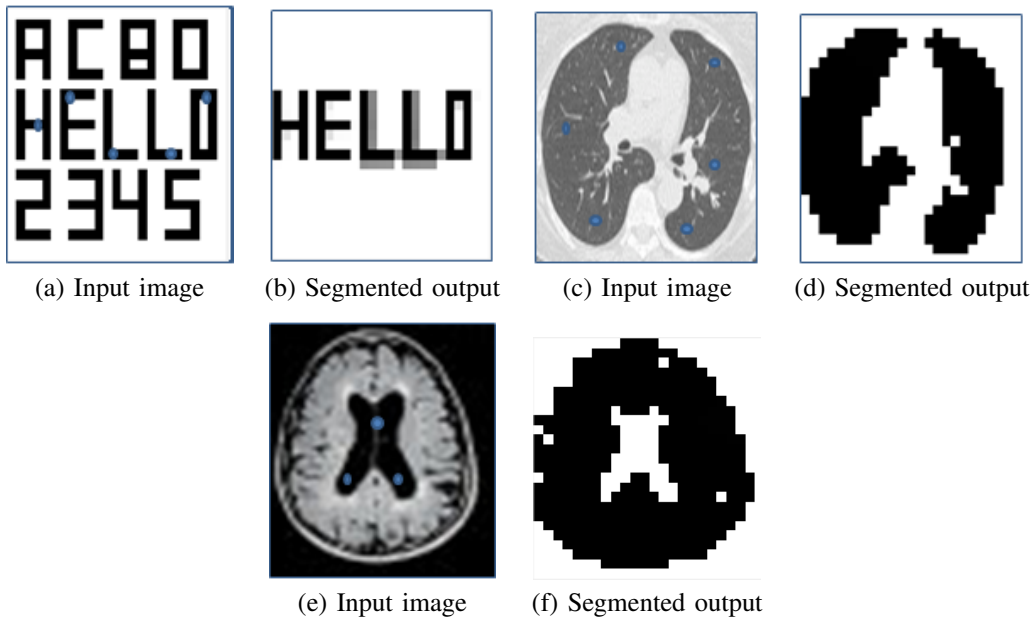 ACBO
HELLO
2345
HELLO
(a) Input image
(b) Segmented output
(c) Input image
(d) Segmented output
(e) Input image
(f) Segmented output